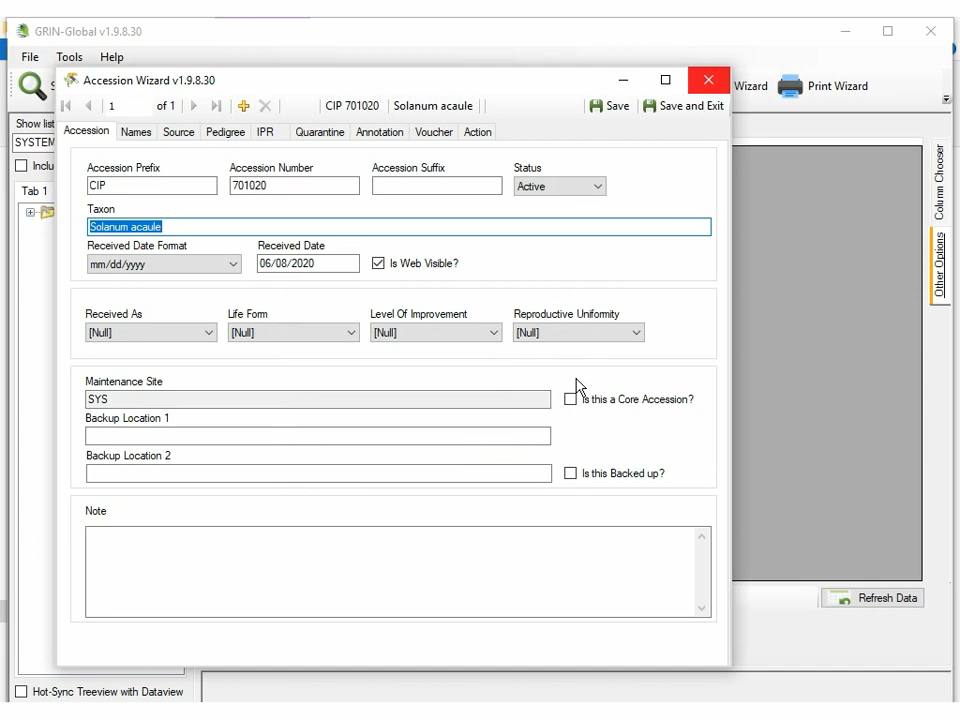 GRIN-Global v1.9.8.30
File Tools Help
Wizard Print Wizard
Show list
SYSTEM
Inclu
Tab 1
Accession Wizard v1.9.8.30
1 of 1 CIP 701020 Solanum acaule Save Save and Exit
Accession Names Source Pedigree IPR Quarantine Annotation Voucher Action
Accession Prefix Accession Number Accession Suffix Status
CIP 701020 Active
Taxon
Solanum acaule
Received Date Format Received Date
mm/dd/yyyy 06/08/2020 Is Web Visible?
Received As Life Form Level Of Improvement Reproductive Uniformity
[Null] [Null] [Null] [Null]
Maintenance Site
SYS Is this a Core Accession?
Backup Location 1
Backup Location 2
Is this Backed up?
Note
Column Chooser
Other Options
Refresh Data
Hot-Sync Treeview with Dataview